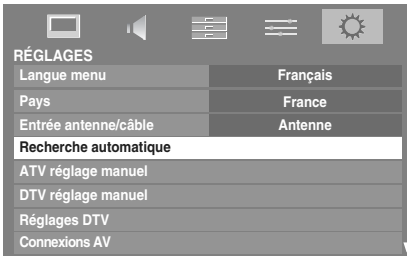 RÉGLAGES
Langue menu Français
Pays France
Entrée antenne/câble Antenne
Recherche automatique
ATV réglage manuel
DTV réglage manuel
Réglages DTV
Connexions AV